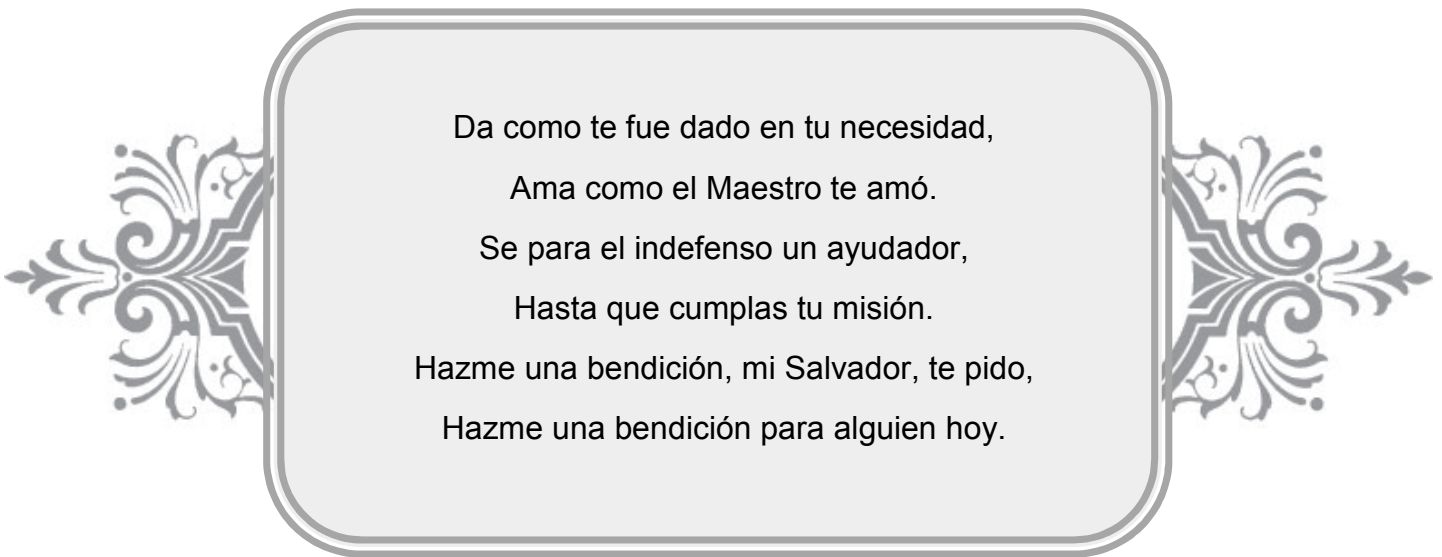 Da como te fue dado en tu necesidad,
Ama como el Maestro te amó.
Se para el indefenso un ayudador,
Hasta que cumplas tu misión.
Hazme una bendición, mi Salvador, te pido,
Hazme una bendición para alguien hoy.